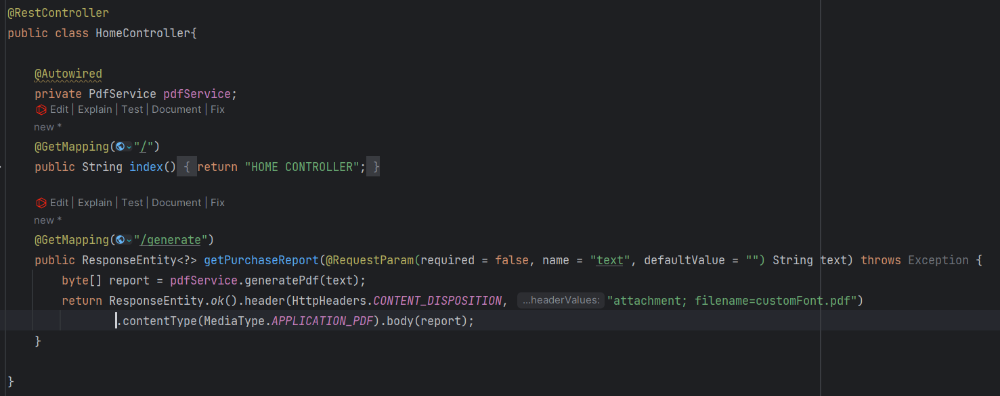 @RestController
public class HomeController{
@Autowired
private PdfService pdfService;
Edit | Explain | Test | Document | Fix
new *
@GetMapping("/")
public String index() { return "HOME CONTROLLER"; }
Edit | Explain | Test | Document | Fix
new *
@GetMapping("/generate")
public ResponseEntity<?> getPurchaseReport(@RequestParam(required = false, name = "text", defaultValue = "") String text) throws Exception {
byte[] report = pdfService.generatePdf(text);
return ResponseEntity.ok().header(HttpHeaders.CONTENT_DISPOSITION, ...headerValues: "attachment; filename=customFont.pdf")
.contentType(MediaType.APPLICATION_PDF).body(report);
}
}